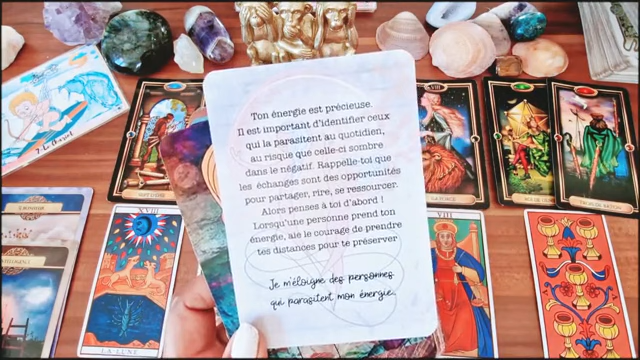 Ton énergie est précieuse.
Il est important d'identifier ceux
qui la parasitent au quotidien,
au risque que celle-ci sombre
dans le négatif. Rappelle-toi que
les échanges sont des opportunités
pour partager, rire, se ressourcer.
Alors penses à toi d'abord !
Lorsqu'une personne prend ton
énergie, aie le courage de prendre
tes distances pour te préserver
Je m'éloigne des personnes
qui parasitent mon énergie.
XVIII
LA LUNE
VIII
LA FORCE